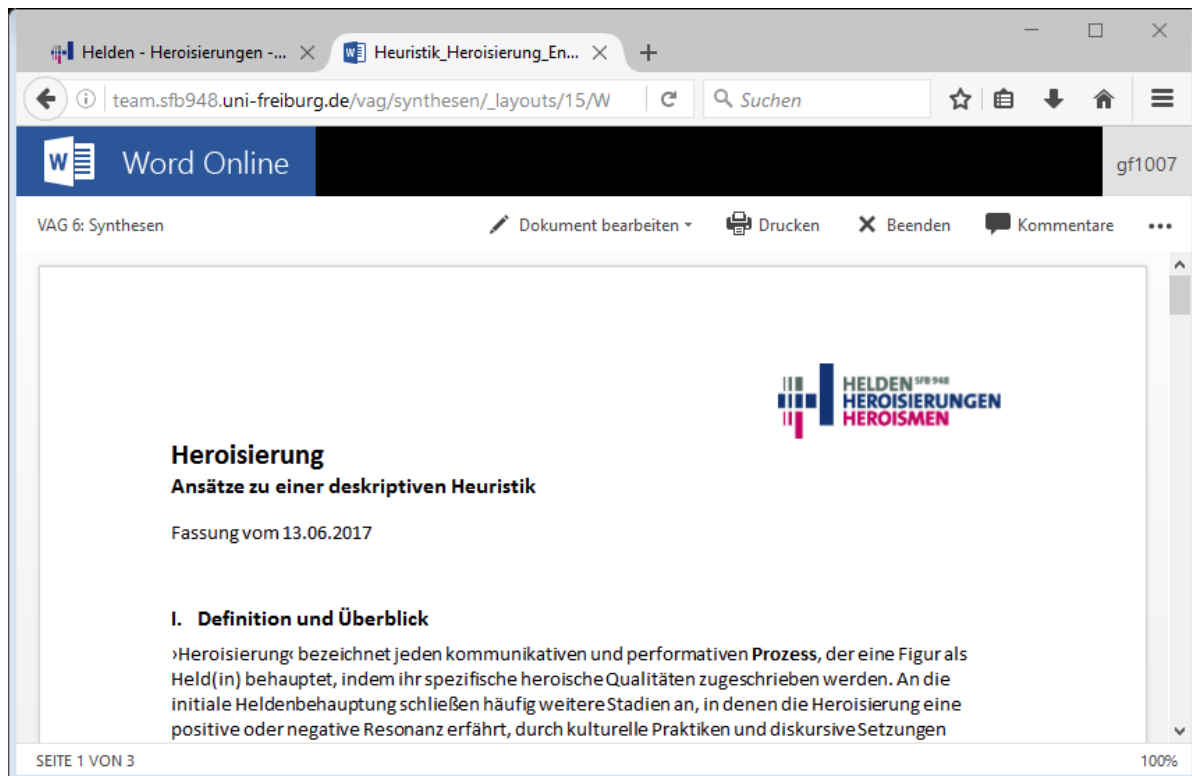 Helden - Heroisierungen -...
Heuristik_Heroisierung_En...
team.sfb948.uni-freiburg.de/vag/synthesen/_layouts/15/W
Suchen
Word Online
gf1007
VAG 6: Synthesen
Dokument bearbeiten
Drucken
Beenden
Kommentare
HELDEN SFB 948
HEROISIERUNGEN
HEROISMEN
Heroisierung
Ansätze zu einer deskriptiven Heuristik
Fassung vom 13.06.2017
I. Definition und Überblick
›Heroisierung‹ bezeichnet jeden kommunikativen und performativen Prozess, der eine Figur als
Held(in) behauptet, indem ihr spezifische heroische Qualitäten zugeschrieben werden. An die
initiale Heldenbehauptung schließen häufig weitere Stadien an, in denen die Heroisierung eine
positive oder negative Resonanz erfährt, durch kulturelle Praktiken und diskursive Setzungen
SEITE 1 VON 3
100%